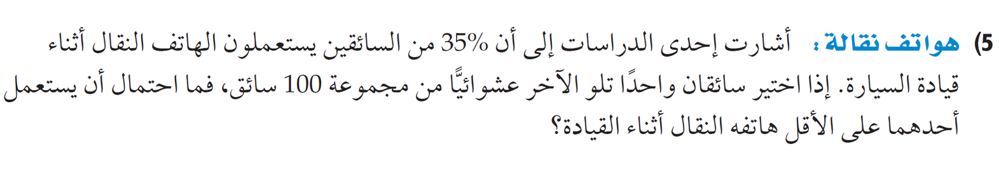 5) هواتف نقالة: أشارت إحدى الدراسات إلى أن 35% من السائقين يستعملون الهاتف النقال أثناء
قيادة السيارة. إذا اختير سائقان واحدًا تلو الآخر عشوائيًّا من مجموعة 100 سائق، فما احتمال أن يستعمل
أحدهما على الأقل هاتفه النقال أثناء القيادة؟